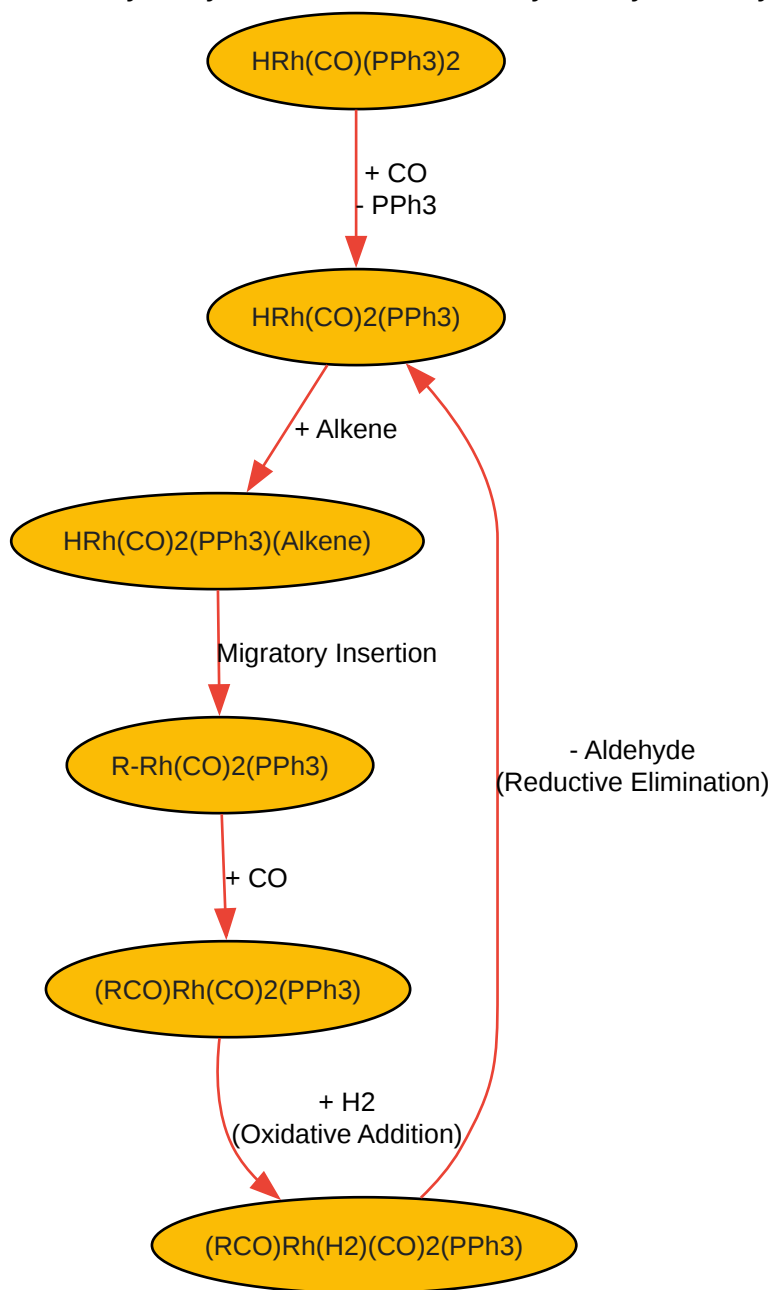 HRh(CO)(PPh3)2
+ CO
- PPh3
HRh(CO)2(PPh3)
+ Alkene
HRh(CO)2(PPh3)(Alkene)
Migratory Insertion
R-Rh(CO)2(PPh3)
- Aldehyde
(Reductive Elimination)
+ CO
(RCO)Rh(CO)2(PPh3)
+ H2
(Oxidative Addition)
(RCO)Rh(H2)(CO)2(PPh3)